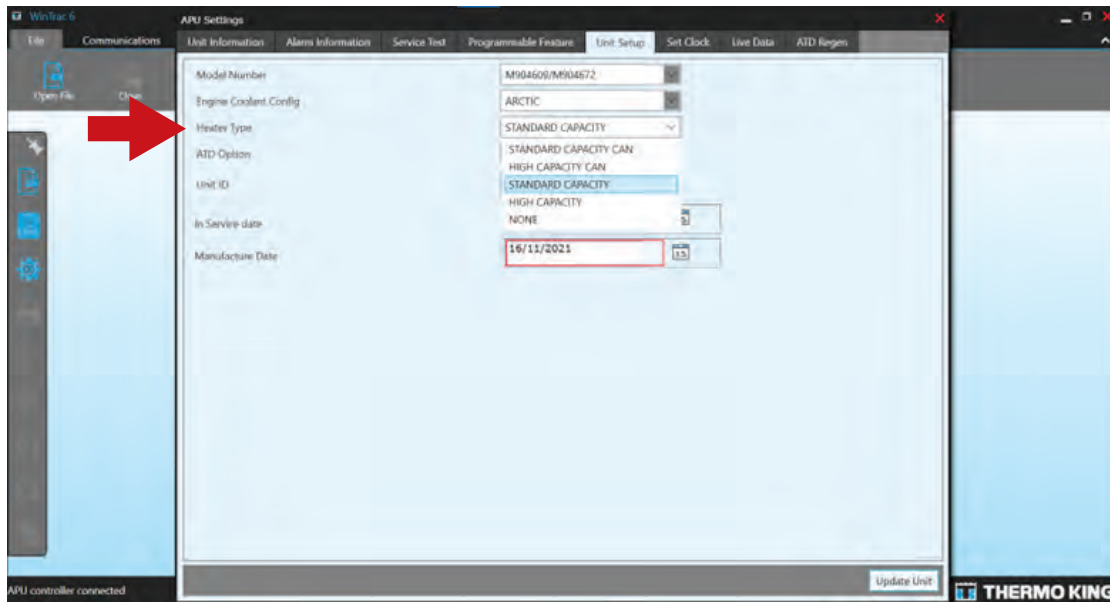 WinTrac 6
APU Settings
File Communications
Unit Information Alarm Information Service Test Programmable Feature Unit Setup Set Clock Live Data ATD Regen
Open File Close
Model Number M904609/M904672
Engine Coolant Config ARCTIC
Heater Type STANDARD CAPACITY
ATD Option
STANDARD CAPACITY CAN
HIGH CAPACITY CAN
Unit ID
STANDARD CAPACITY
HIGH CAPACITY
NONE
In Service date
Manufacture Date 16/11/2021
15
Update Unit
APU controller connected
THERMO KING